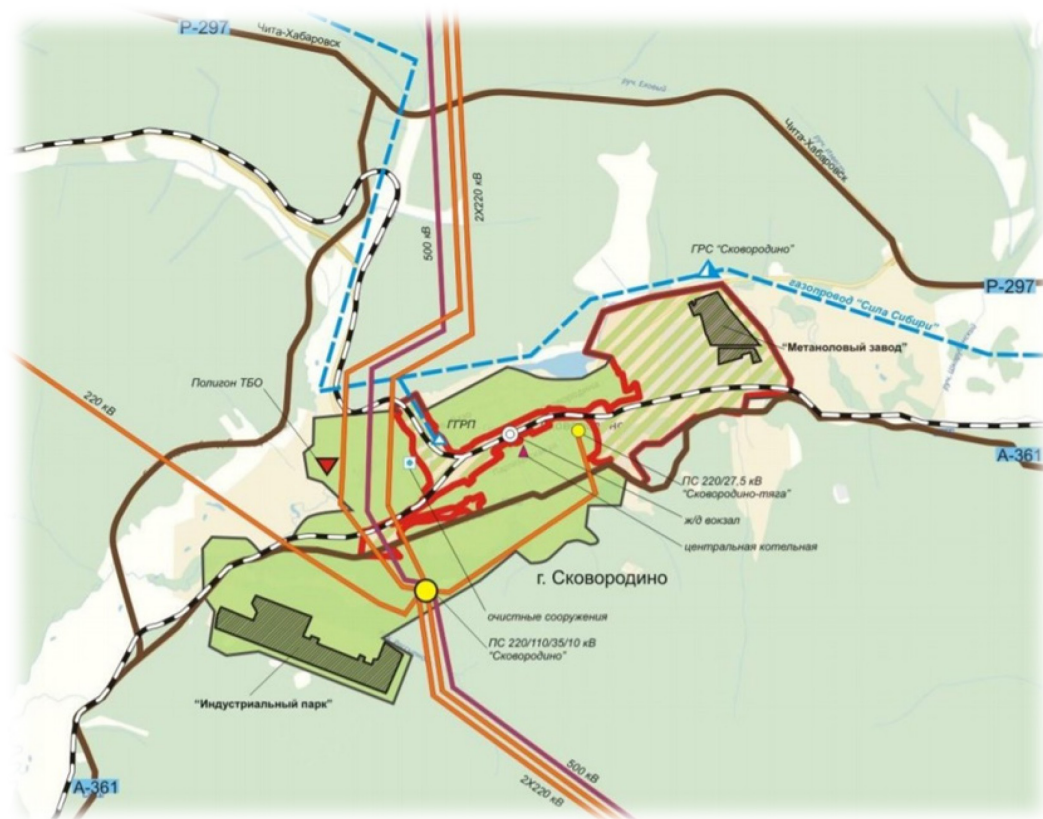 Р-297
Чита-Хабаровск
руч. Еловый
Чита-Хабаровск
500 кВ
2Х220 кВ
ГРС "Сковородино"
Р-297
газопровод "Сила Сибири"
"Метаноловый завод"
Полигон ТБО
220 кВ
ГГРП
А-361
ПС 220/27,5 кВ
"Сковородино-тяга"
ж/д вокзал
центральная котельная
г. Сковородино
очистные сооружения
ПС 220/110/35/10 кВ
"Сковородино"
"Индустриальный парк"
500 кВ
2Х220 кВ
А-361